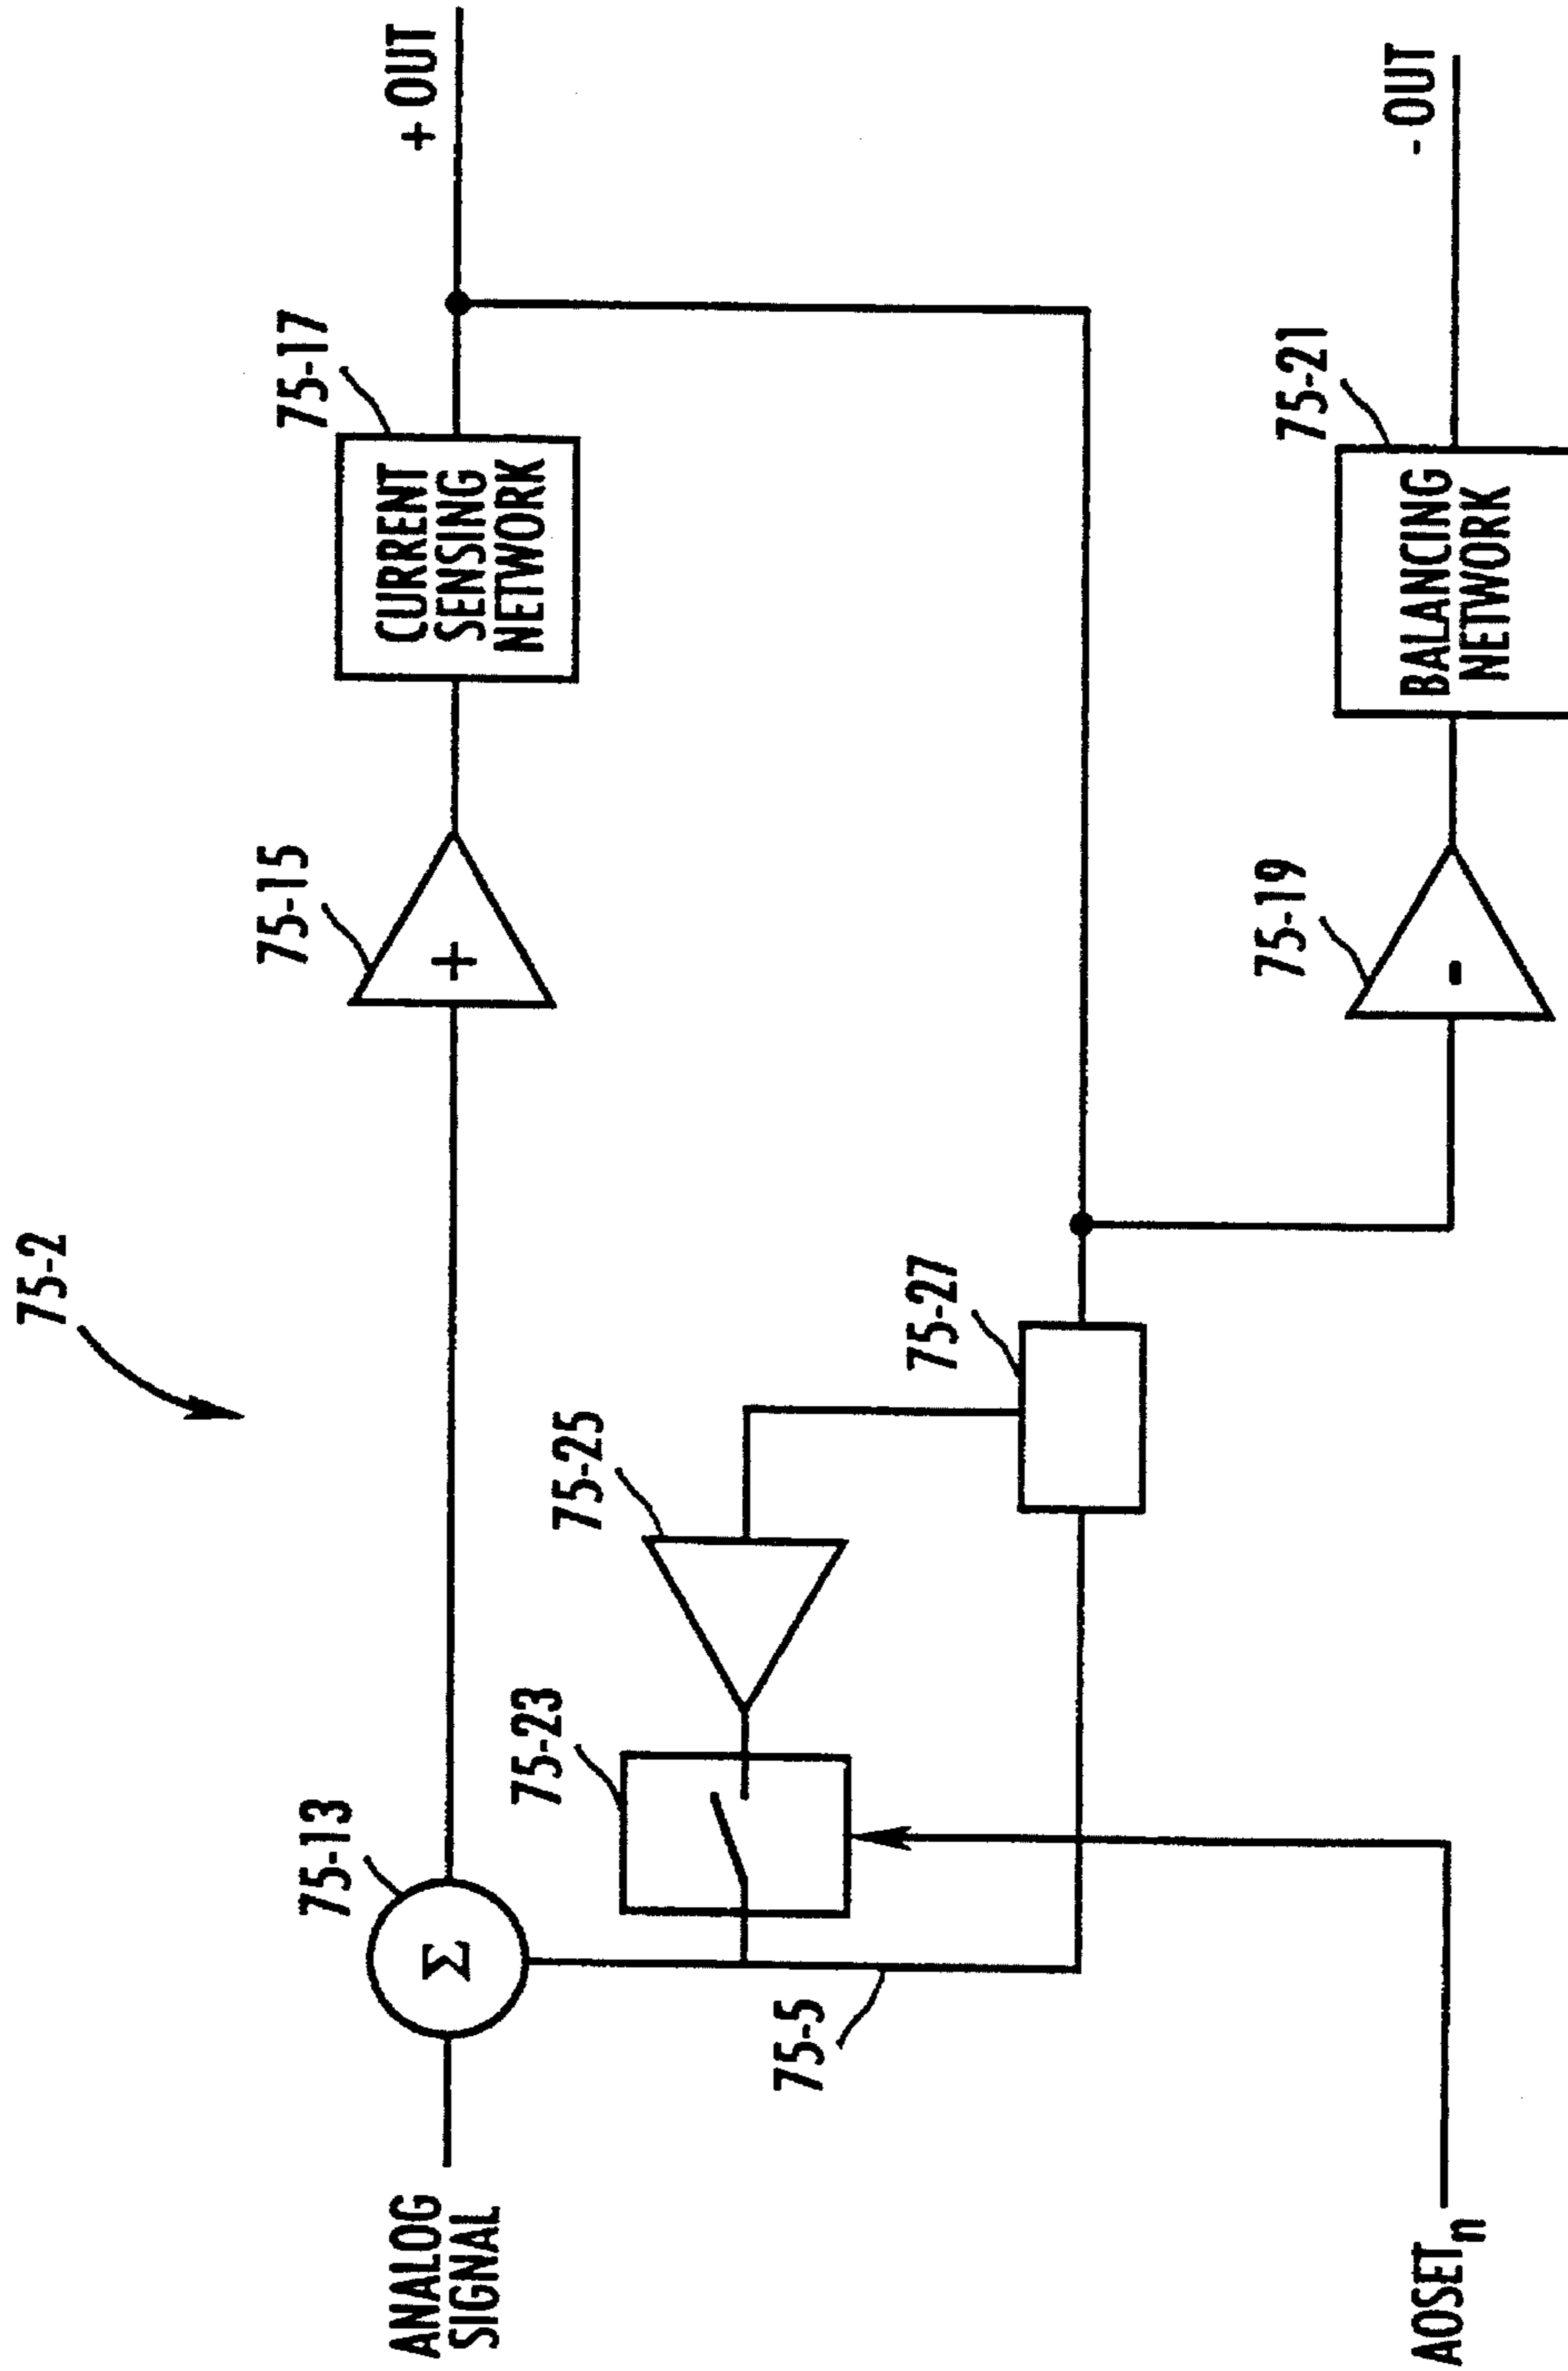 75-2
ANALOG
SIGNAL
75-13
Σ
75-15
+
75-17
CURRENT
SENSING
NETWORK
+ OUT
75-23
75-25
75-5
75-27
AOSETn
75-19
-
75-21
BALANCING
NETWORK
- OUT